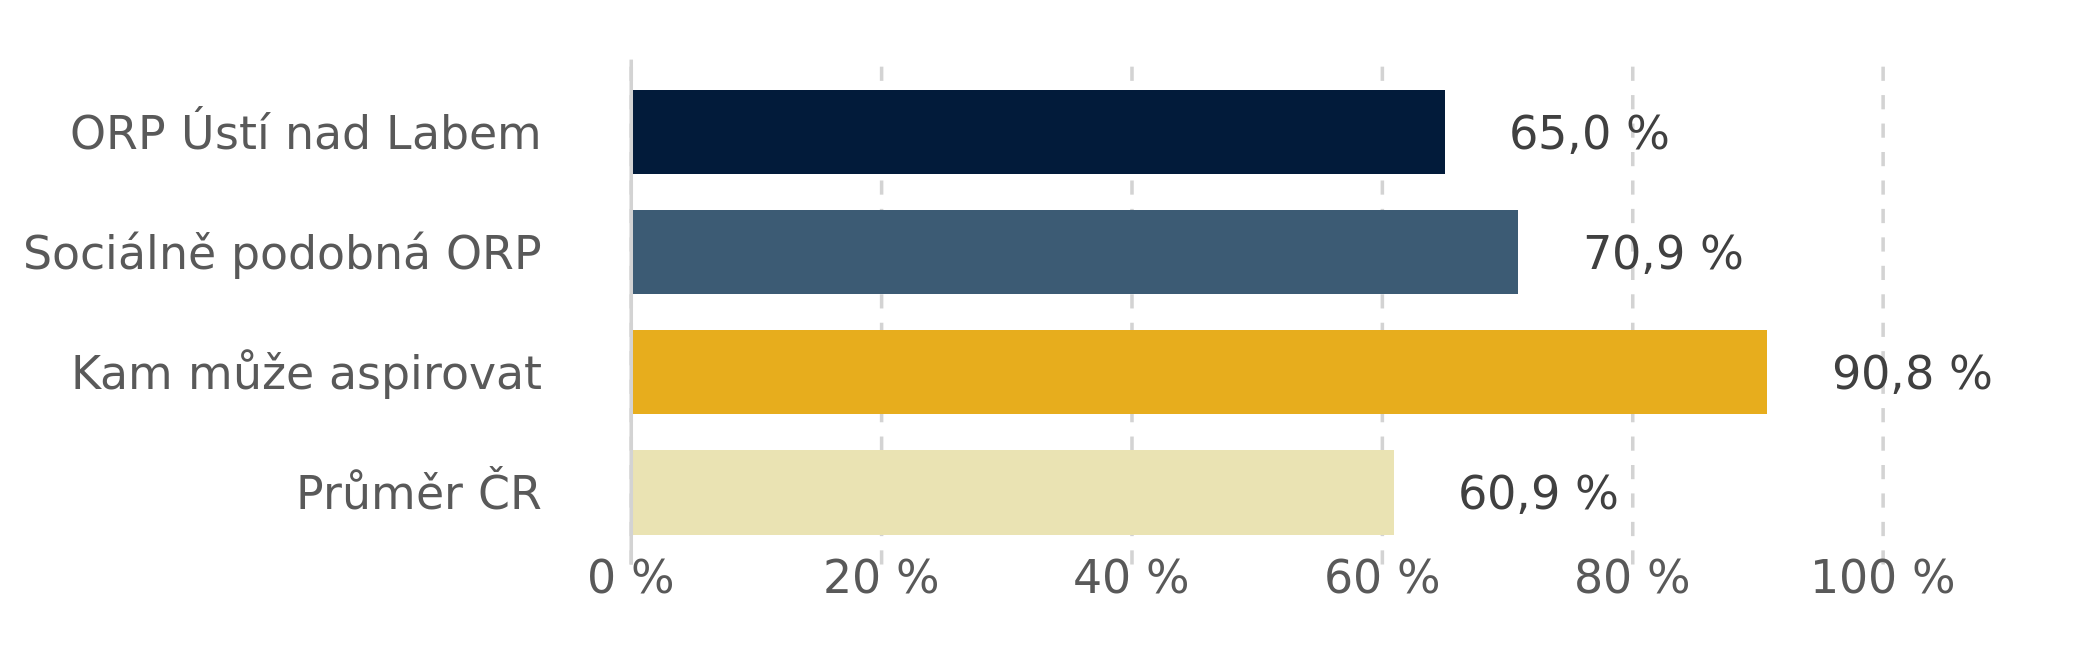 ORP Ústí nad Labem 65,0 %
Sociálně podobná ORP 70,9 %
Kam může aspirovat 90,8 %
Průměr ČR 60,9 %
0 % 20 % 40 % 60 % 80 % 100 %